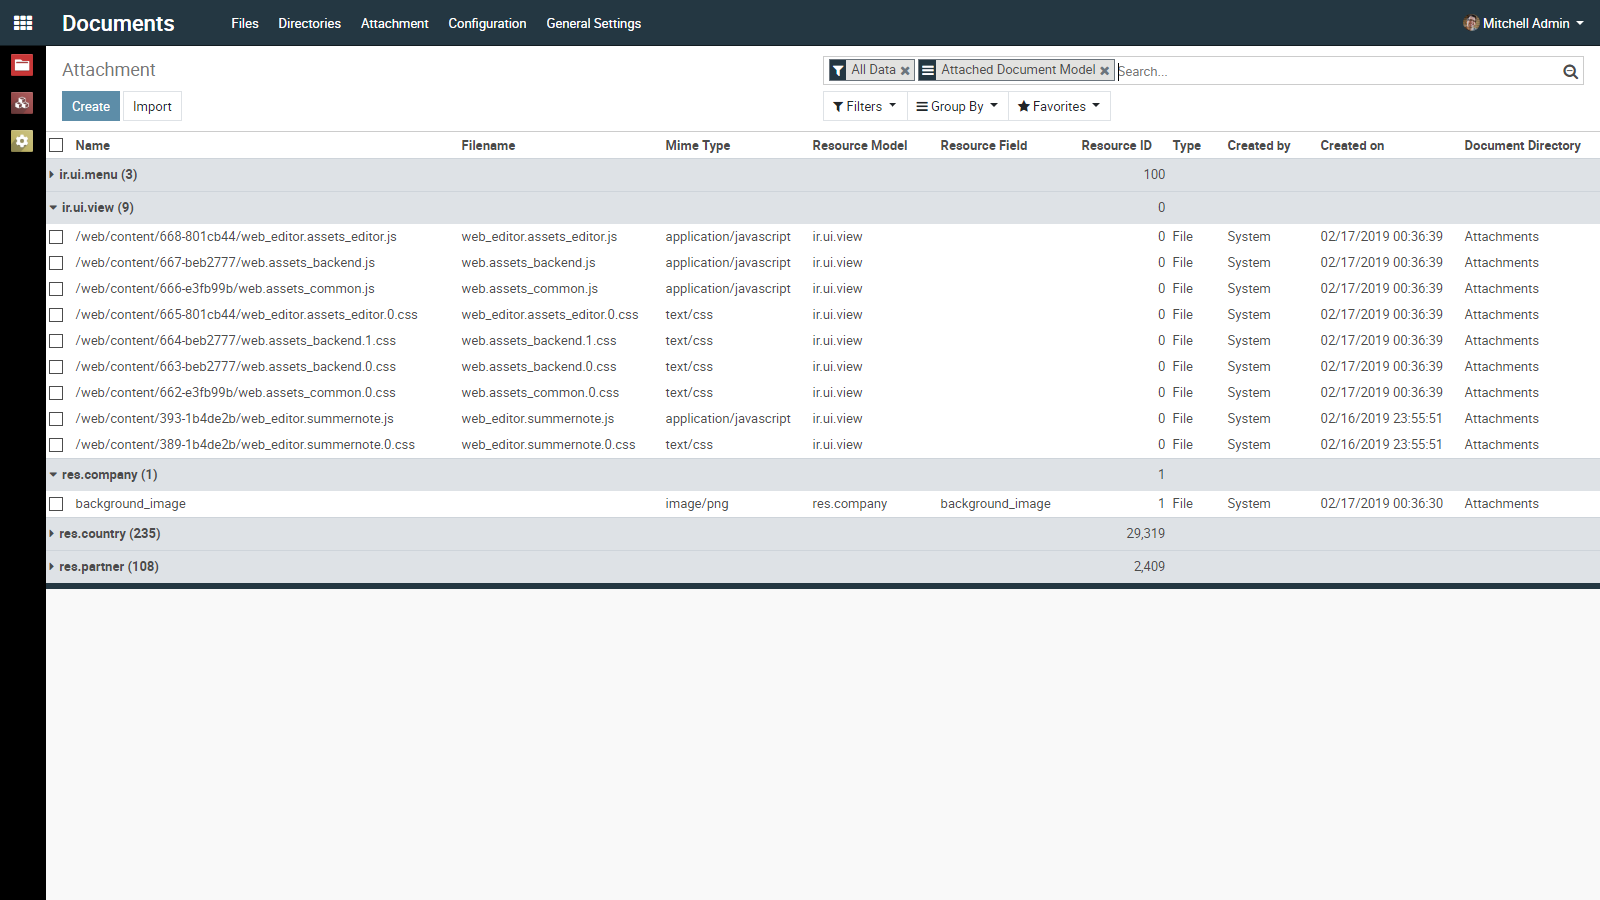 Documents Files Directories Attachment Configuration General Settings Mitchell Admin
Attachment All Data Attached Document Model Search...
Create Import Filters Group By Favorites
Name Filename Mime Type Resource Model Resource Field Resource ID Type Created by Created on Document Directory
ir.ui.menu (3) 100
ir.ui.view (9) 0
/web/content/668-801cb44/web_editor.assets_editor.js web_editor.assets_editor.js application/javascript ir.ui.view 0 File System 02/17/2019 00:36:39 Attachments
/web/content/667-beb2777/web.assets_backend.js web.assets_backend.js application/javascript ir.ui.view 0 File System 02/17/2019 00:36:39 Attachments
/web/content/666-e3fb99b/web.assets_common.js web.assets_common.js application/javascript ir.ui.view 0 File System 02/17/2019 00:36:39 Attachments
/web/content/665-801cb44/web_editor.assets_editor.0.css web_editor.assets_editor.0.css text/css ir.ui.view 0 File System 02/17/2019 00:36:39 Attachments
/web/content/664-beb2777/web.assets_backend.1.css web.assets_backend.1.css text/css ir.ui.view 0 File System 02/17/2019 00:36:39 Attachments
/web/content/663-beb2777/web.assets_backend.0.css web.assets_backend.0.css text/css ir.ui.view 0 File System 02/17/2019 00:36:39 Attachments
/web/content/662-e3fb99b/web.assets_common.0.css web.assets_common.0.css text/css ir.ui.view 0 File System 02/17/2019 00:36:39 Attachments
/web/content/393-1b4de2b/web_editor.summernote.js web_editor.summernote.js application/javascript ir.ui.view 0 File System 02/16/2019 23:55:51 Attachments
/web/content/389-1b4de2b/web_editor.summernote.0.css web_editor.summernote.0.css text/css ir.ui.view 0 File System 02/16/2019 23:55:51 Attachments
res.company (1) 1
background_image image/png res.company background_image 1 File System 02/17/2019 00:36:30 Attachments
res.country (235) 29,319
res.partner (108) 2,409